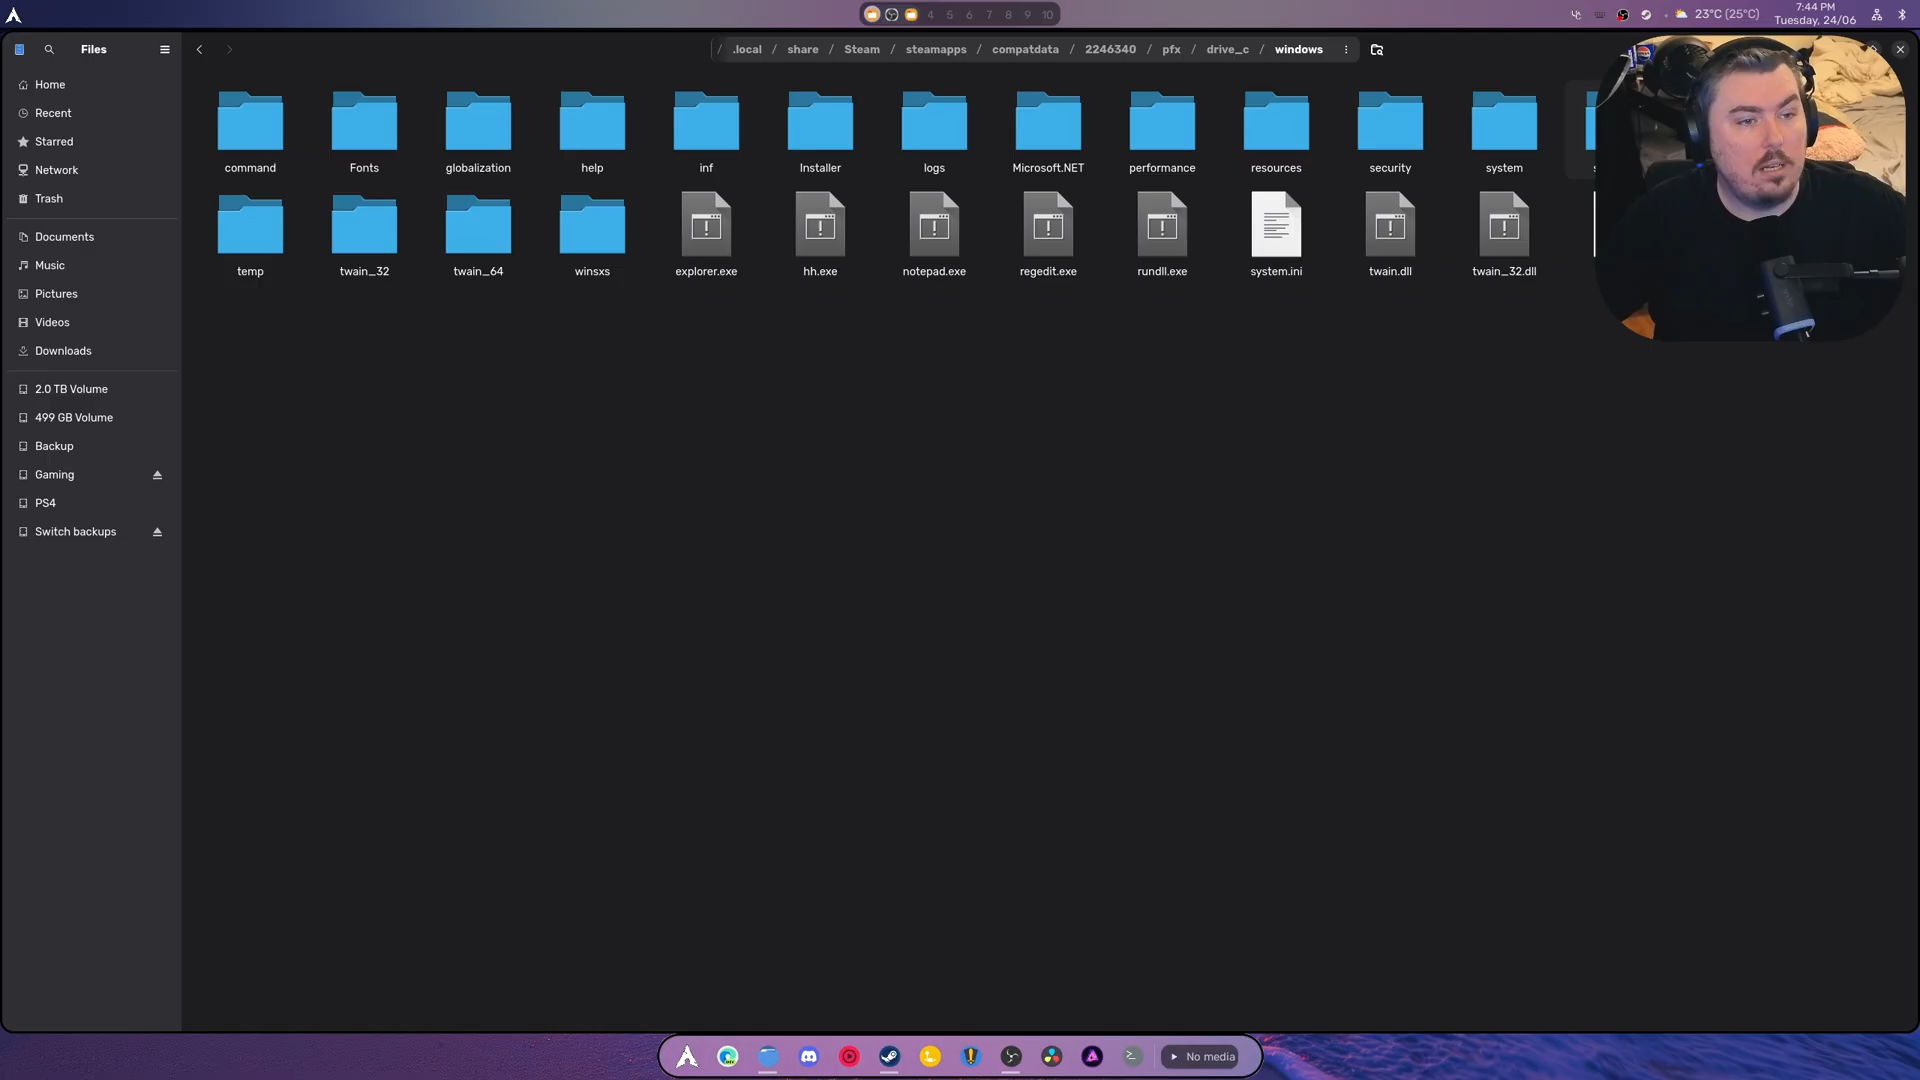 4 5 6 7 8 9 10
23°C (25°C)
7:44 PM
Tuesday, 24/06
Files
/ .local / share / Steam / steamapps / compatdata / 2246340 / pfx / drive_c / windows
Home
Recent
Starred
Network
Trash
Documents
Music
Pictures
Videos
Downloads
2.0 TB Volume
499 GB Volume
Backup
Gaming
PS4
Switch backups
command Fonts globalization help inf Installer logs Microsoft.NET performance resources security system
temp twain_32 twain_64 winsxs explorer.exe hh.exe notepad.exe regedit.exe rundll.exe system.ini twain.dll twain_32.dll
No media